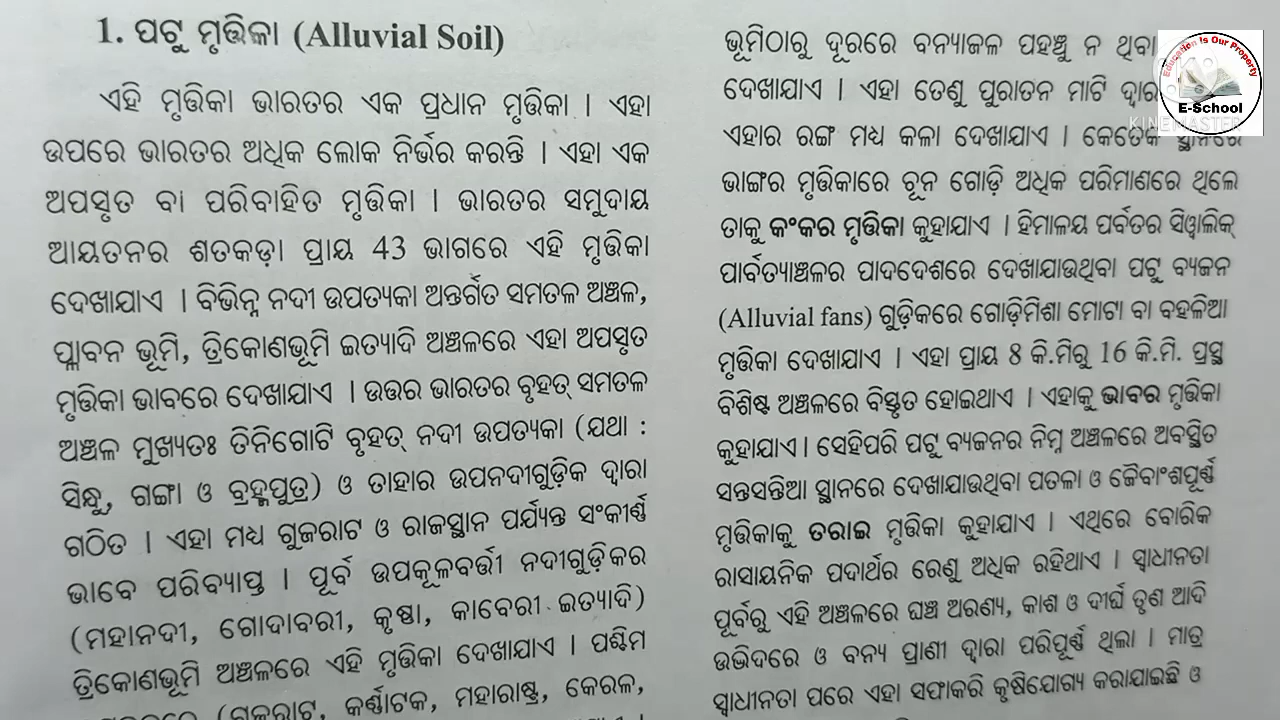 1. ପଟୁ ମୃତ୍ତିକା (Alluvial Soil)
ଏହି ମୃତ୍ତିକା ଭାରତର ଏକ ପ୍ରଧାନ ମୃତ୍ତିକା । ଏହା
ଉପରେ ଭାରତର ଅଧିକ ଲୋକ ନିର୍ଭର କରନ୍ତି । ଏହା ଏକ
ଅପସୃତ ବା ପରିବାହିତ ମୃତ୍ତିକା । ଭାରତର ସମୁଦାୟ
ଆୟତନର ଶତକଡ଼ା ପ୍ରାୟ 43 ଭାଗରେ ଏହି ମୃତ୍ତିକା
ଦେଖାଯାଏ । ବିଭିନ୍ନ ନଦୀ ଉପତ୍ୟକା ଅନ୍ତର୍ଗତ ସମତଳ ଅଞ୍ଚଳ,
ପ୍ଳାବନ ଭୂମି, ତ୍ରିକୋଣଭୂମି ଇତ୍ୟାଦି ଅଞ୍ଚଳରେ ଏହା ଅପସୃତ
ମୃତ୍ତିକା ଭାବରେ ଦେଖାଯାଏ । ଉତ୍ତର ଭାରତର ବୃହତ୍ ସମତଳ
ଅଞ୍ଚଳ ମୁଖ୍ୟତଃ ତିନିଗୋଟି ବୃହତ୍ ନଦୀ ଉପତ୍ୟକା (ଯଥା :
ସିନ୍ଧୁ, ଗଙ୍ଗା ଓ ବ୍ରହ୍ମପୁତ୍ର) ଓ ତାହାର ଉପନଦୀଗୁଡ଼ିକ ଦ୍ୱାରା
ଗଠିତ । ଏହା ମଧ୍ୟ ଗୁଜରାଟ ଓ ରାଜସ୍ଥାନ ପର୍ଯ୍ୟନ୍ତ ସଂକୀର୍ଣ୍ଣ
ଭାବେ ପରିବ୍ୟାପ୍ତ । ପୂର୍ବ ଉପକୂଳବର୍ତ୍ତୀ ନଦୀଗୁଡ଼ିକର
(ମହାନଦୀ, ଗୋଦାବରୀ, କୃଷ୍ଣା, କାବେରୀ ଇତ୍ୟାଦି)
ତ୍ରିକୋଣଭୂମି ଅଞ୍ଚଳରେ ଏହି ମୃତ୍ତିକା ଦେଖାଯାଏ । ପଶ୍ଚିମ
(ଗୁଜରାଟ, କର୍ଣ୍ଣାଟକ, ମହାରାଷ୍ଟ୍ର, କେରଳ,
ଭୂମିଠାରୁ ଦୂରରେ ବନ୍ୟାଜଳ ପହଞ୍ଚୁ ନ ଥିବା
ଦେଖାଯାଏ । ଏହା ତେଣୁ ପୁରାତନ ମାଟି
ଏହାର ରଙ୍ଗ ମଧ୍ୟ କଳା ଦେଖାଯାଏ । କେତେକ ସ୍ଥାନରେ
ଭାଙ୍ଗର ମୃତ୍ତିକାରେ ଚୂନ ଗୋଡ଼ି ଅଧିକ ପରିମାଣରେ ଥିଲେ
ତାକୁ କଂକର ମୃତ୍ତିକା କୁହାଯାଏ । ହିମାଳୟ ପର୍ବତର ସିୱାଲିକ୍
ପାର୍ବତ୍ୟାଞ୍ଚଳର ପାଦଦେଶରେ ଦେଖାଯାଉଥିବା ପଟୁ ବ୍ୟଜନ
(Alluvial fans) ଗୁଡ଼ିକରେ ଗୋଡ଼ିମିଶା ମୋଟା ବା ବହଳିଆ
ମୃତ୍ତିକା ଦେଖାଯାଏ । ଏହା ପ୍ରାୟ 8 କି.ମିରୁ 16 କି.ମି. ପ୍ରସ୍ଥ
ବିଶିଷ୍ଟ ଅଞ୍ଚଳରେ ବିସ୍ତୃତ ହୋଇଥାଏ । ଏହାକୁ ଭାବର ମୃତ୍ତିକା
କୁହାଯାଏ । ସେହିପରି ପଟୁ ବ୍ୟଜନର ନିମ୍ନ ଅଞ୍ଚଳରେ ଅବସ୍ଥିତ
ସନ୍ତସନ୍ତିଆ ସ୍ଥାନରେ ଦେଖାଯାଉଥିବା ପତଳା ଓ ଜୈବାଂଶପୂର୍ଣ୍ଣ
ମୃତ୍ତିକାକୁ ତରାଇ ମୃତ୍ତିକା କୁହାଯାଏ । ଏଥିରେ ବୋରିକ
ରାସାୟନିକ ପଦାର୍ଥର ରେଣୁ ଅଧିକ ରହିଥାଏ । ସ୍ୱାଧୀନତା
ପୂର୍ବରୁ ଏହି ଅଞ୍ଚଳରେ ଘଞ୍ଚ ଅରଣ୍ୟ, କାଶ ଓ ଦୀର୍ଘ ତୃଣ ଆଦି
ଉଦ୍ଭିଦରେ ଓ ବନ୍ୟ ପ୍ରାଣୀ ଦ୍ୱାରା ପରିପୂର୍ଣ୍ଣ ଥିଲା । ମାତ୍ର
ସ୍ୱାଧୀନତା ପରେ ଏହା ସଫାକରି କୃଷିଯୋଗ୍ୟ କରାଯାଇଛି ଓ
Education Is Our Property
E-School
KINEMASTER